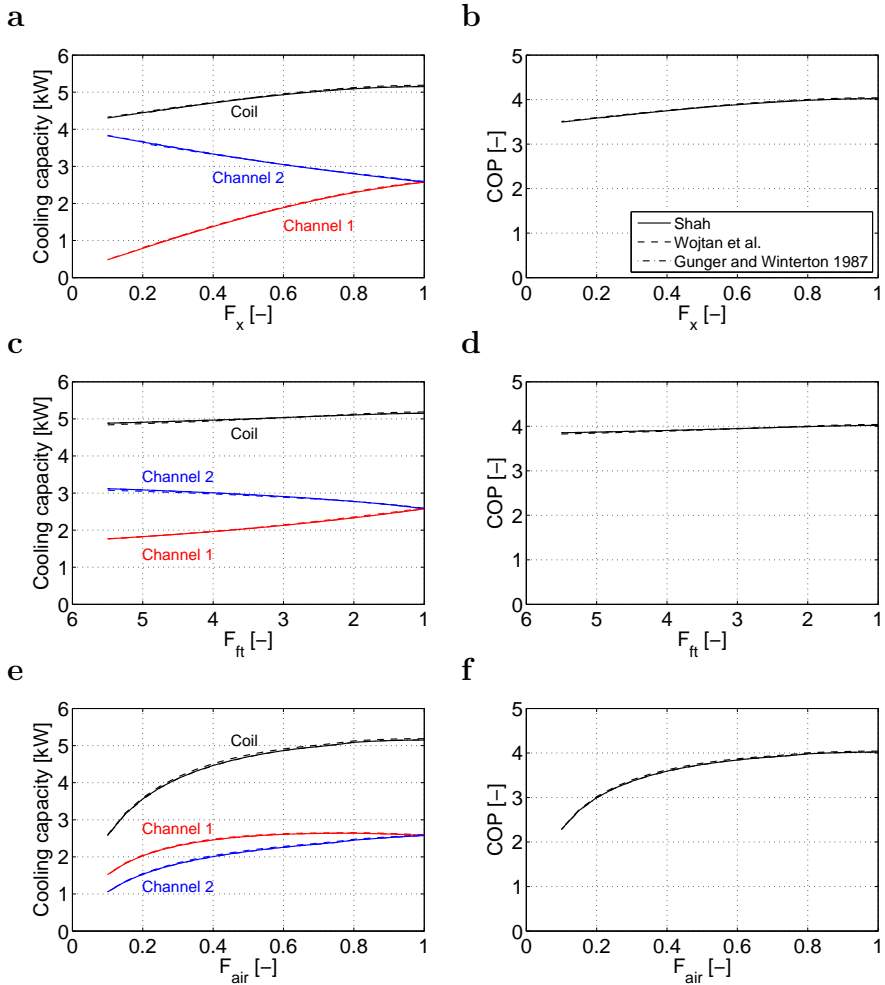 a
Cooling capacity [kW]
6
5
4
3
2
1
0
Coil
Channel 2
Channel 1
0 0.2 0.4 0.6 0.8 1
F_x [–]
b
COP [–]
5
4
3
2
1
0
Shah
Wojtan et al.
Gunger and Winterton 1987
0 0.2 0.4 0.6 0.8 1
F_x [–]
c
Cooling capacity [kW]
6
5
4
3
2
1
0
Coil
Channel 2
Channel 1
6 5 4 3 2 1
F_ft [–]
d
COP [–]
5
4
3
2
1
0
6 5 4 3 2 1
F_ft [–]
e
Cooling capacity [kW]
6
5
4
3
2
1
0
Coil
Channel 1
Channel 2
0 0.2 0.4 0.6 0.8 1
F_air [–]
f
COP [–]
5
4
3
2
1
0
0 0.2 0.4 0.6 0.8 1
F_air [–]